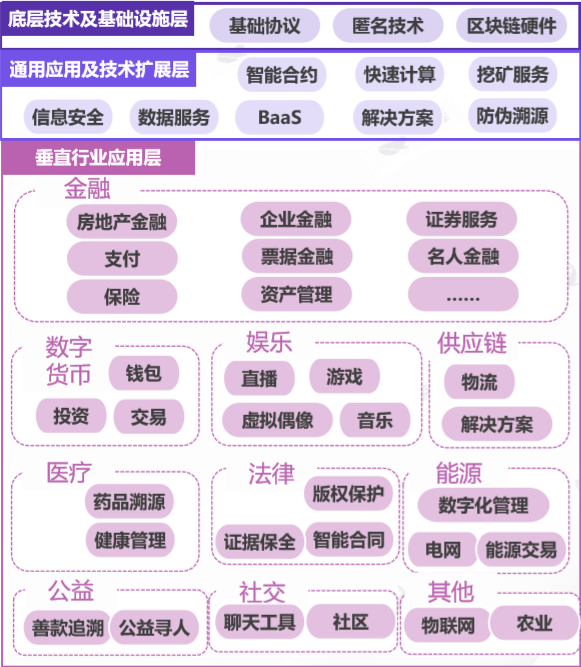 底层技术及基础设施层
基础协议 匿名技术 区块链硬件
通用应用及技术扩展层
智能合约 快速计算 挖矿服务
信息安全 数据服务 BaaS 解决方案 防伪溯源
垂直行业应用层
金融
房地产金融 企业金融 证券服务
支付 票据金融 名人金融
保险 资产管理 ……
数字
货币
钱包
投资 交易
娱乐
直播 游戏
虚拟偶像 音乐
供应链
物流
解决方案
医疗
药品溯源
健康管理
法律
版权保护
证据保全 智能合同
能源
数字化管理
电网 能源交易
公益
善款追溯 公益寻人
社交
聊天工具 社区
其他
物联网 农业